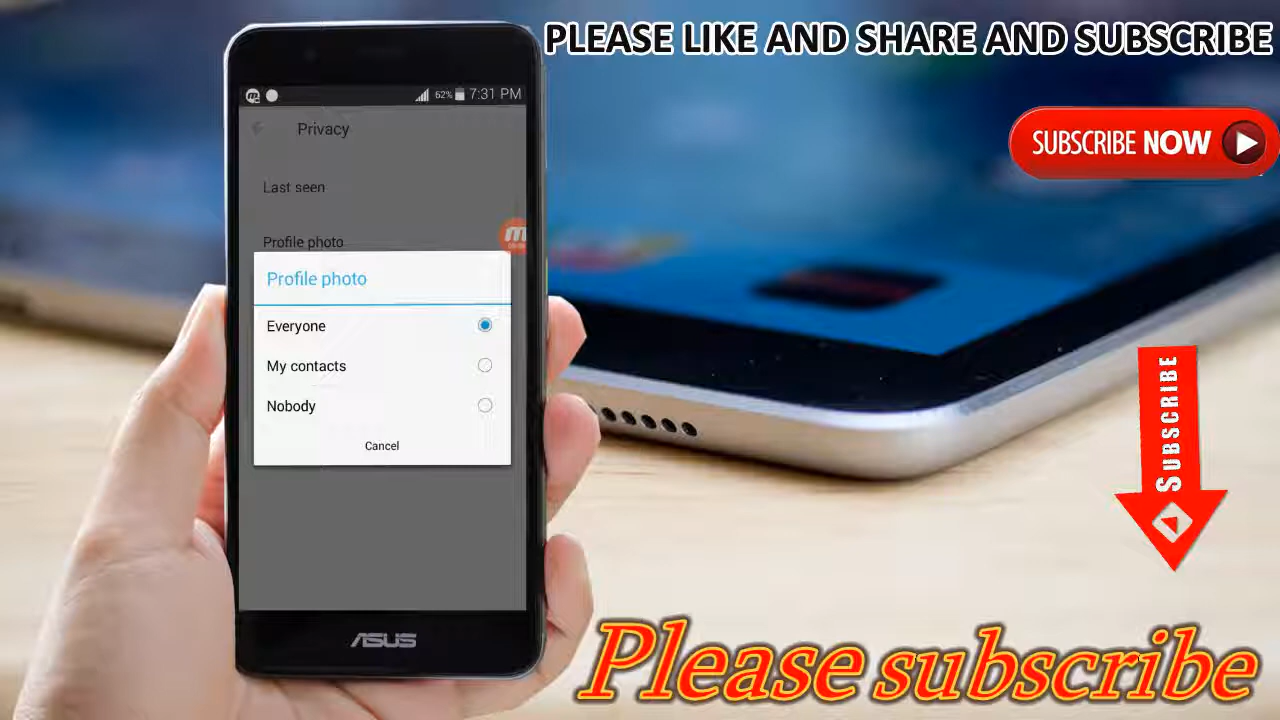 PLEASE LIKE AND SHARE AND SUBSCRIBE
62% 7:31 PM
Privacy
SUBSCRIBE NOW
Last seen
Profile photo
Profile photo
Everyone
My contacts
Nobody
Cancel
SUBSCRIBE
ASUS
Please subscribe